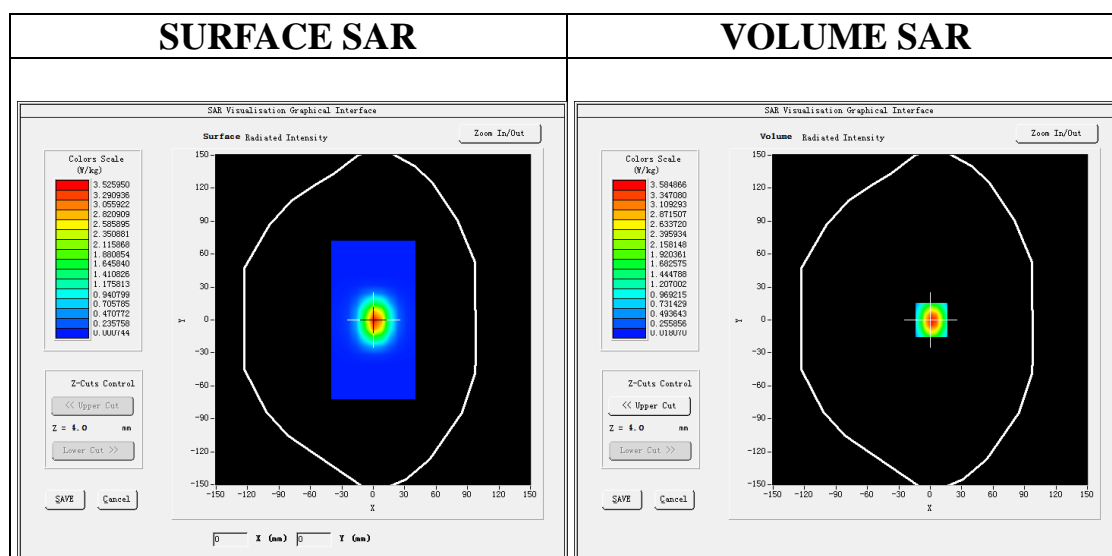 SURFACE SAR
VOLUME SAR
SAR Visualisation Graphical Interface
Surface Radiated Intensity
Zoom In/Out
Colors Scale
(W/kg)
3.525950
3.290936
3.055922
2.820909
2.585895
2.350881
2.115868
1.880854
1.645840
1.410826
1.175813
0.940799
0.705785
0.470772
0.235758
0.000744
Z-Cuts Control
<< Upper Cut
Z = 4.0 mm
Lower Cut >>
SAVE
Cancel
150
120
90
60
30
0
-30
-60
-90
-120
-150
Y
-150 -120 -90 -60 -30 0 30 60 90 120 150
X
0 X (mm) 0 Y (mm)
SAR Visualisation Graphical Interface
Volume Radiated Intensity
Zoom In/Out
Colors Scale
(W/kg)
3.584866
3.347080
3.109293
2.871507
2.633720
2.395934
2.158148
1.920361
1.682575
1.444788
1.207002
0.969215
0.731429
0.493643
0.255856
0.018070
Z-Cuts Control
<< Upper Cut
Z = 4.0 mm
Lower Cut >>
SAVE
Cancel
150
120
90
60
30
0
-30
-60
-90
-120
-150
Y
-150 -120 -90 -60 -30 0 30 60 90 120 150
X